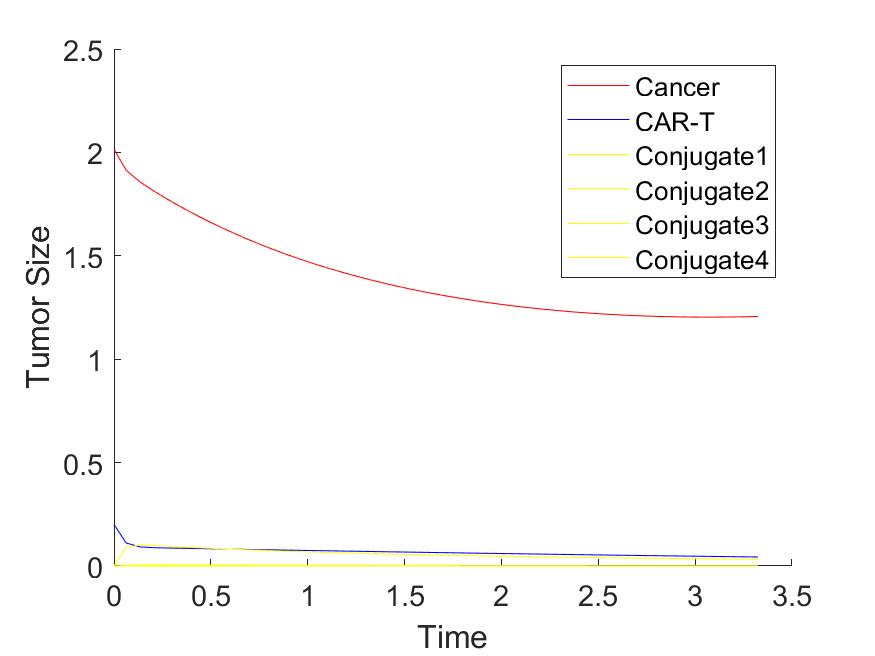 2.5
2
1.5
1
0.5
0
Tumor Size
Cancer
CAR-T
Conjugate1
Conjugate2
Conjugate3
Conjugate4
0 0.5 1 1.5 2 2.5 3 3.5
Time